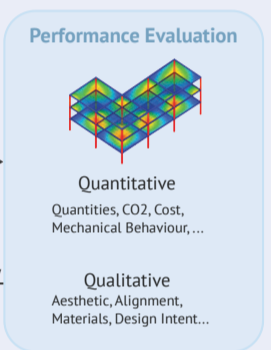 Performance Evaluation
Quantitative
Quantities, CO2, Cost,
Mechanical Behaviour, ...
Qualitative
Aesthetic, Alignment,
Materials, Design Intent...